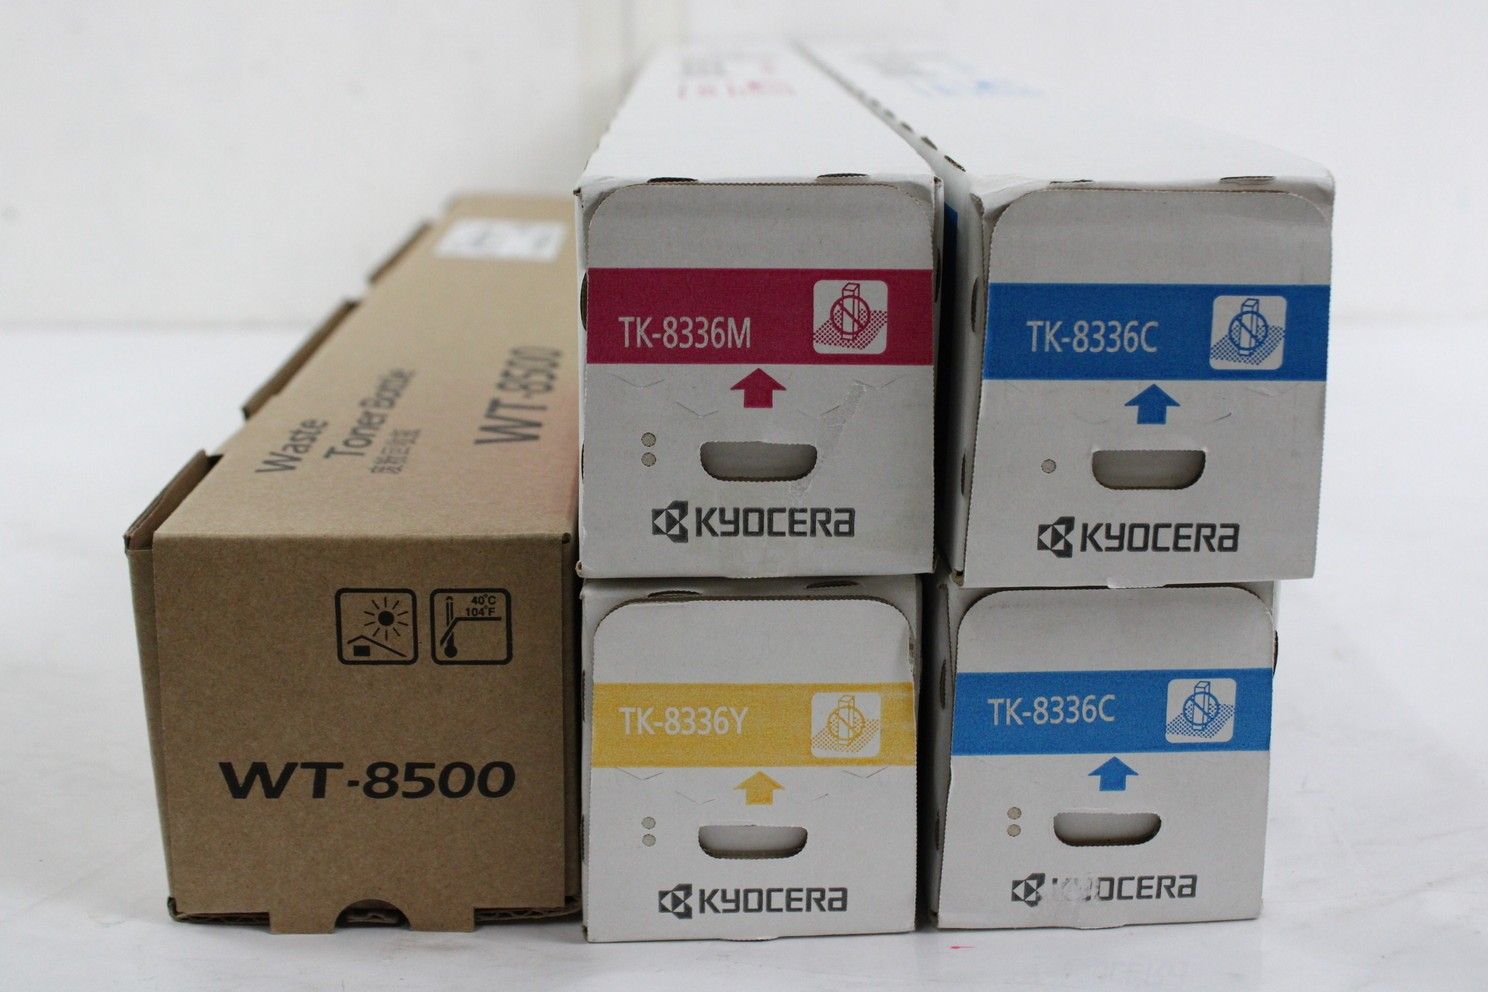 Waste
Toner Bottle
WT-8500
40°C
104°F
WT-8500
TK-8336M
KYOCERA
TK-8336C
KYOCERA
TK-8336Y
KYOCERA
TK-8336C
KYOCERA